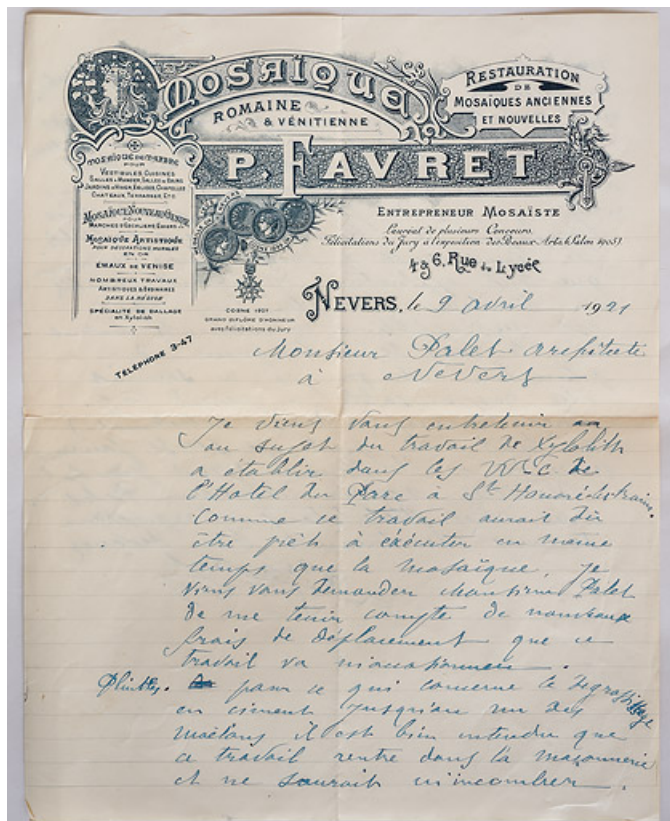 MOSAÏQUE
ROMAINE
& VÉNITIENNE
RESTAURATION
DE
MOSAÏQUES ANCIENNES
ET NOUVELLES
P. FAVRET
MOSAÏQUE DE MARBRE
POUR
VESTIBULES CUISINES
SALLES À MANGER, SALLES DE BAINS
JARDINS D'HIVER, ÉGLISES, CHAPELLES
CHATEAUX, TERRASSES, ETC.
MOSAÏQUE NOUVEAU GENRE
POUR
MARCHES D'ESCALIERS
MOSAÏQUE ARTISTIQUE
POUR DÉCORATIONS MURALES
EN OR
ÉMAUX DE VENISE
NOMBREUX TRAVAUX
ARTISTIQUES & ORDINAIRES
DANS LA RÉGION
SPÉCIALITÉ DE DALLAGE
en Xylolith
TÉLÉPHONE 3-47
COSNE 1907
GRAND DIPLÔME D'HONNEUR
avec Félicitations du Jury
ENTREPRENEUR MOSAÏSTE
Lauréat de plusieurs Concours
Félicitations du Jury à l'exposition des Beaux-Arts (Salon 1905)
4 & 6, Rue du Lycée
NEVERS, le 9 avril 1921
Monsieur Palet architecte
à Nevers
Je viens vous entretenir
au sujet du travail de Xylolith
a établir dans les W.C. de
l'Hotel du Parc à St Honoré-les-Bains.
Comme ce travail aurait dû
être prêt à exécuter en même
temps que la mosaïque, je
viens vous demander Monsieur Palet
de me tenir compte de nouveaux
frais de déplacement que ce
travail va m'occasionner.
Plinthes. pour ce qui concerne le degrossissage
en ciment jusqu'au nu des
moëlons il est bien entendu que
ce travail rentre dans la maçonnerie
et ne saurait m'incomber.